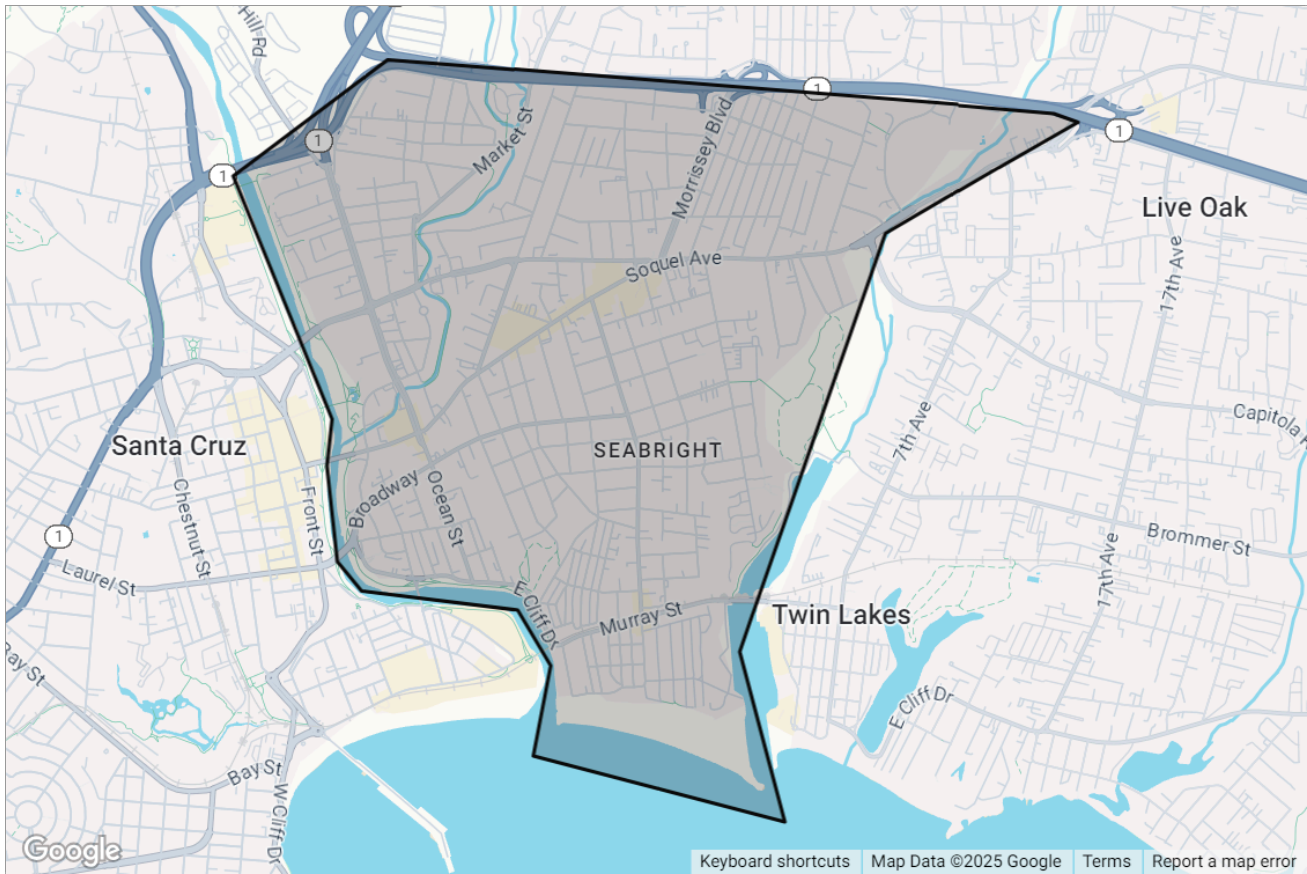 Hill Rd
1
1
1
1
Market St
Morrissey Blvd
Live Oak
17th Ave
Soquel Ave
Santa Cruz
SEABRIGHT
7th Ave
Capitola R
Chestnut St
Front St
Broadway
Ocean St
1
Laurel St
Brommer St
17th Ave
E Cliff Dr
Murray St
Twin Lakes
Bay St
E Cliff Dr
Bay St
W Cliff Dr
Google
Keyboard shortcuts
Map Data ©2025 Google
Terms
Report a map error